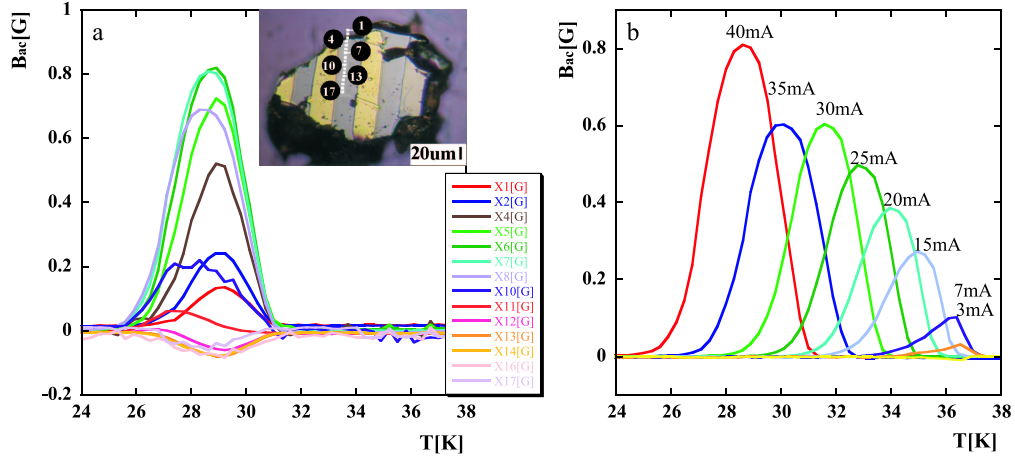 a
B_ac[G]
1
0.8
0.6
0.4
0.2
0
-0.2
24 26 28 30 32 34 36 38
T[K]
1
4
7
10
13
17
20um
X1[G]
X2[G]
X4[G]
X5[G]
X6[G]
X7[G]
X8[G]
X10[G]
X11[G]
X12[G]
X13[G]
X14[G]
X16[G]
X17[G]
b
B_ac[G]
0.8
0.6
0.4
0.2
0
24 26 28 30 32 34 36 38
T[K]
40mA
35mA
30mA
25mA
20mA
15mA
7mA
3mA